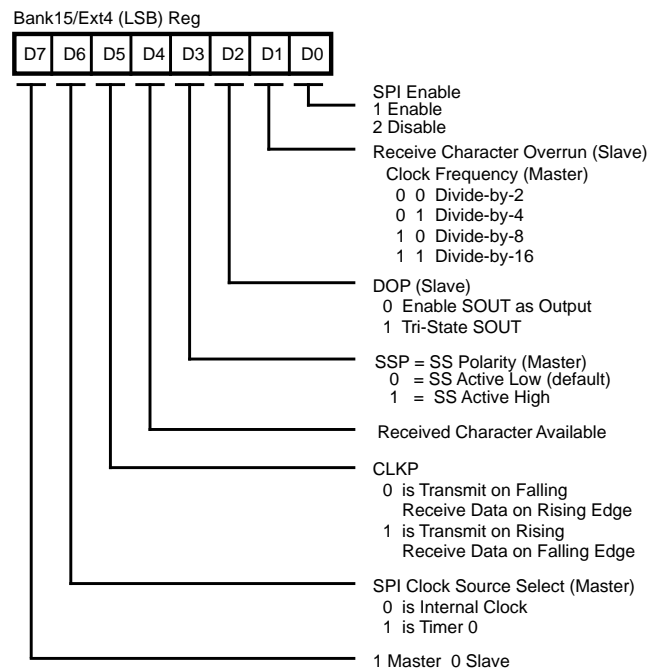 Bank15/Ext4 (LSB) Reg
D7 D6 D5 D4 D3 D2 D1 D0
SPI Enable
1 Enable
2 Disable
Receive Character Overrun (Slave)
Clock Frequency (Master)
0 0 Divide-by-2
0 1 Divide-by-4
1 0 Divide-by-8
1 1 Divide-by-16
DOP (Slave)
0 Enable SOUT as Output
1 Tri-State SOUT
SSP = SS Polarity (Master)
0 = SS Active Low (default)
1 = SS Active High
Received Character Available
CLKP
0 is Transmit on Falling
Receive Data on Rising Edge
1 is Transmit on Rising
Receive Data on Falling Edge
SPI Clock Source Select (Master)
0 is Internal Clock
1 is Timer 0
1 Master 0 Slave